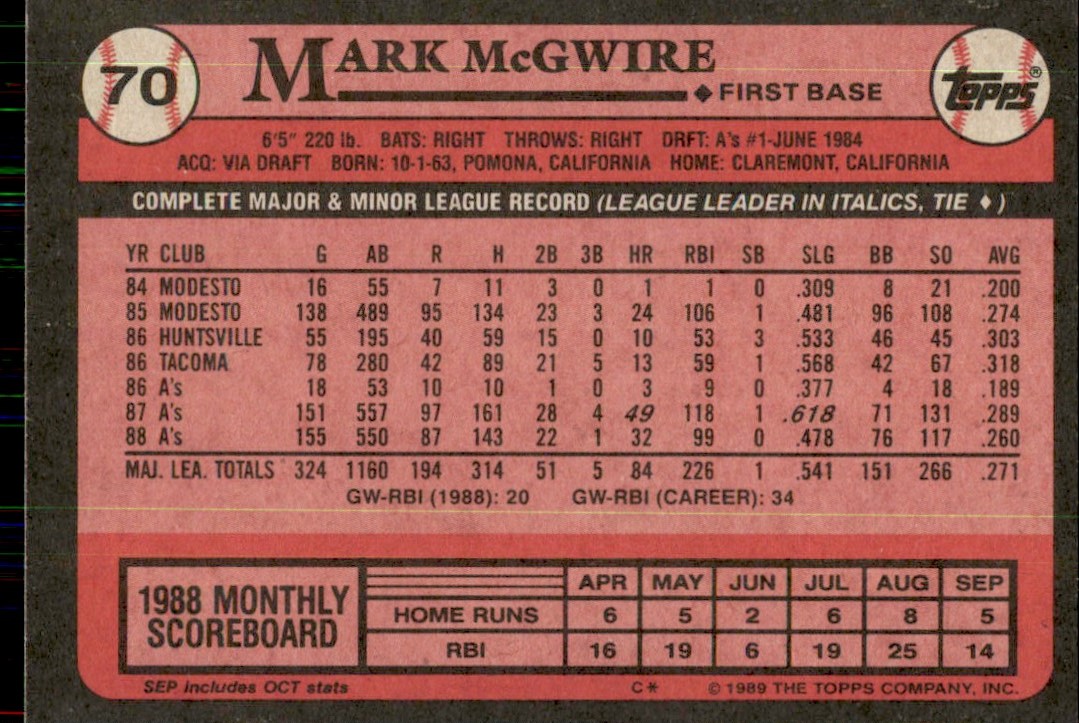 70 MARK McGWIRE topps®
◆ FIRST BASE
6'5" 220 lb. BATS: RIGHT THROWS: RIGHT DRFT: A's #1-JUNE 1984
ACQ: VIA DRAFT BORN: 10-1-63, POMONA, CALIFORNIA HOME: CLAREMONT, CALIFORNIA
COMPLETE MAJOR & MINOR LEAGUE RECORD (LEAGUE LEADER IN ITALICS, TIE ♦)
YR CLUB G AB R H 2B 3B HR RBI SB SLG BB SO AVG
84 MODESTO 16 55 7 11 3 0 1 1 0 .309 8 21 .200
85 MODESTO 138 489 95 134 23 3 24 106 1 .481 96 108 .274
86 HUNTSVILLE 55 195 40 59 15 0 10 53 3 .533 46 45 .303
86 TACOMA 78 280 42 89 21 5 13 59 1 .568 42 67 .318
86 A's 18 53 10 10 1 0 3 9 0 .377 4 18 .189
87 A's 151 557 97 161 28 4 49 118 1 .618 71 131 .289
88 A's 155 550 87 143 22 1 32 99 0 .478 76 117 .260
MAJ. LEA. TOTALS 324 1160 194 314 51 5 84 226 1 .541 151 266 .271
GW-RBI (1988): 20 GW-RBI (CAREER): 34
1988 MONTHLY
SCOREBOARD
APR MAY JUN JUL AUG SEP
HOME RUNS 6 5 2 6 8 5
RBI 16 19 6 19 25 14
SEP includes OCT stats C* © 1989 THE TOPPS COMPANY, INC.